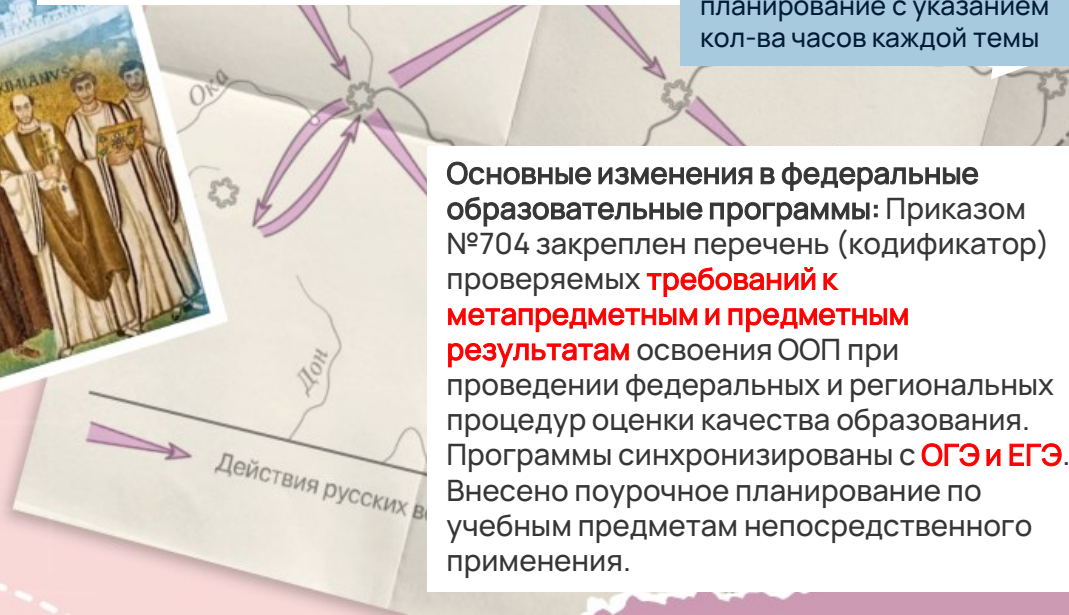 планирование с указанием
кол-ва часов каждой темы
XIMIANVS
Ока
Основные изменения в федеральные
образовательные программы: Приказом
№704 закреплен перечень (кодификатор)
проверяемых требований к
метапредметным и предметным
результатам освоения ООП при
проведении федеральных и региональных
процедур оценки качества образования.
Программы синхронизированы с ОГЭ и ЕГЭ.
Внесено поурочное планирование по
учебным предметам непосредственного
применения.
Дон
Действия русских